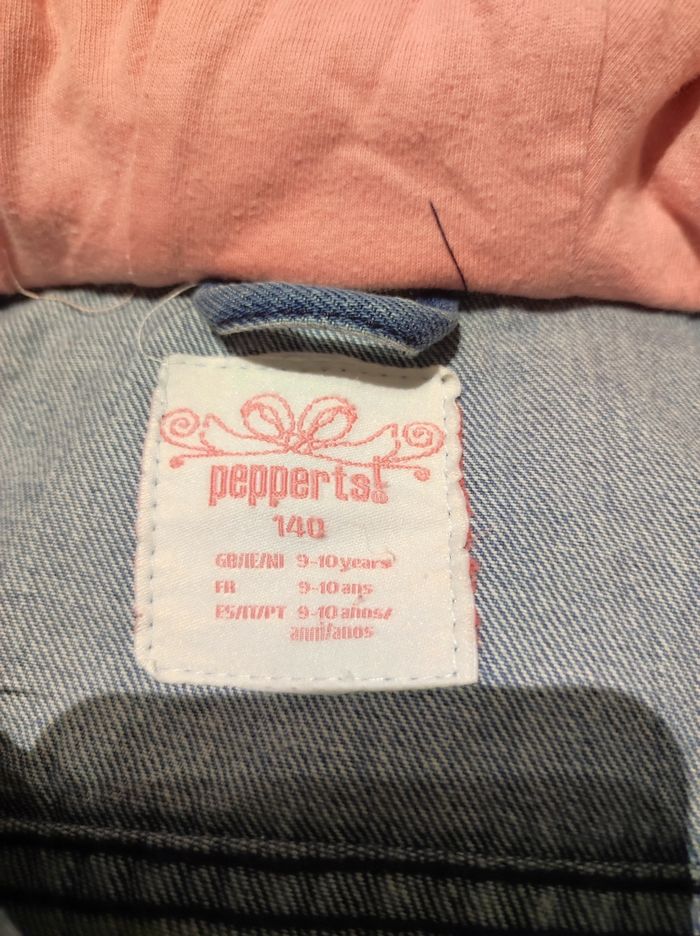 pepperts!
140
GB/IE/NI 9-10 years
FR 9-10 ans
ES/IT/PT 9-10 años/
anni/anos